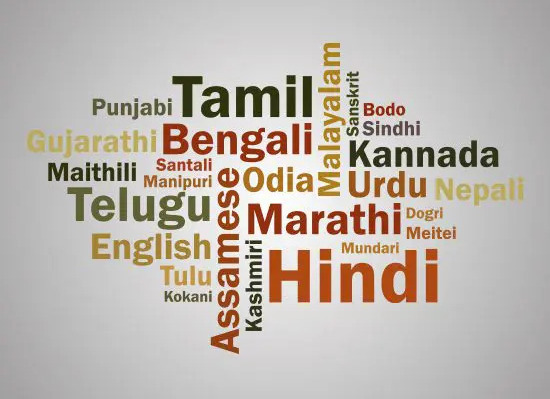 Tamil
Malayalam
Sanskrit
Punjabi
Bodo
Sindhi
Gujarathi
Bengali
Kannada
Maithili
Santali
Manipuri
Odia
Urdu
Nepali
Telugu
Assamese
Marathi
Dogri
Meitei
English
Kashmiri
Mundari
Tulu
Hindi
Kokani